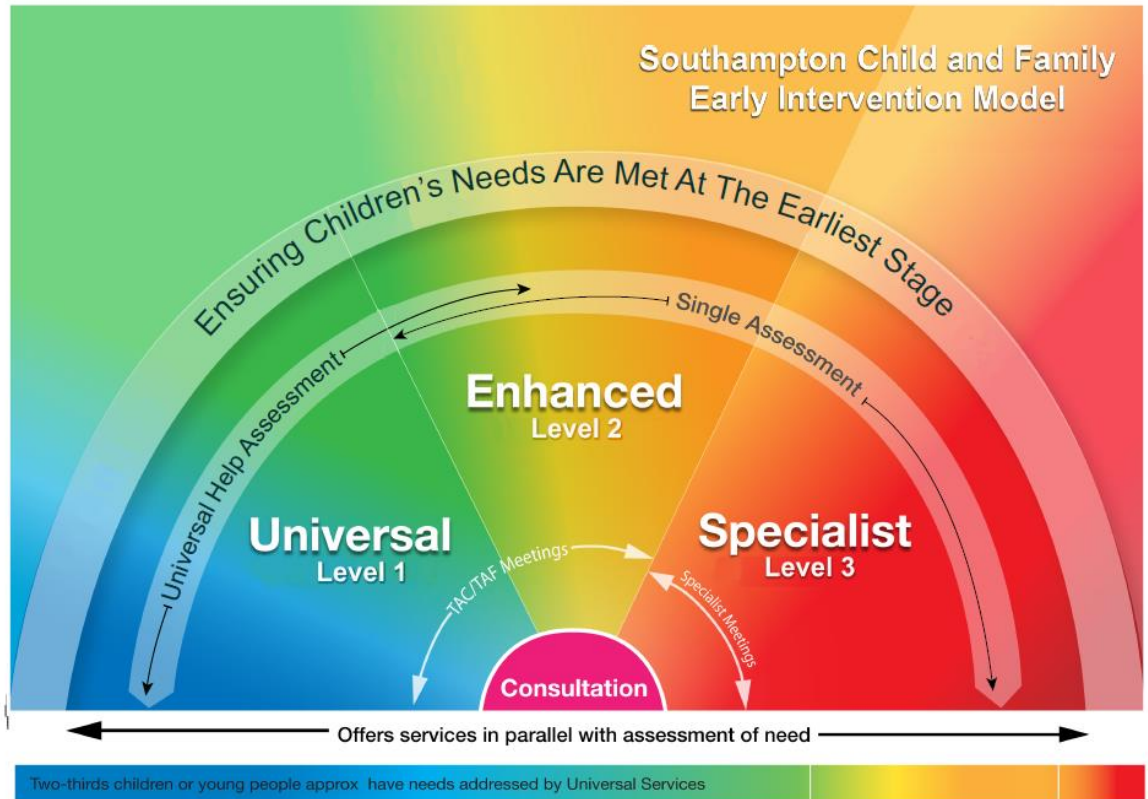 Southampton Child and Family
Early Intervention Model
Ensuring Children's Needs Are Met At The Earliest Stage
Universal Help Assessment
Single Assessment
Enhanced
Level 2
Universal
Level 1
Specialist
Level 3
TAC/TAF Meetings
Specialist Meetings
Consultation
Offers services in parallel with assessment of need
Two-thirds children or young people approx have needs addressed by Universal Services